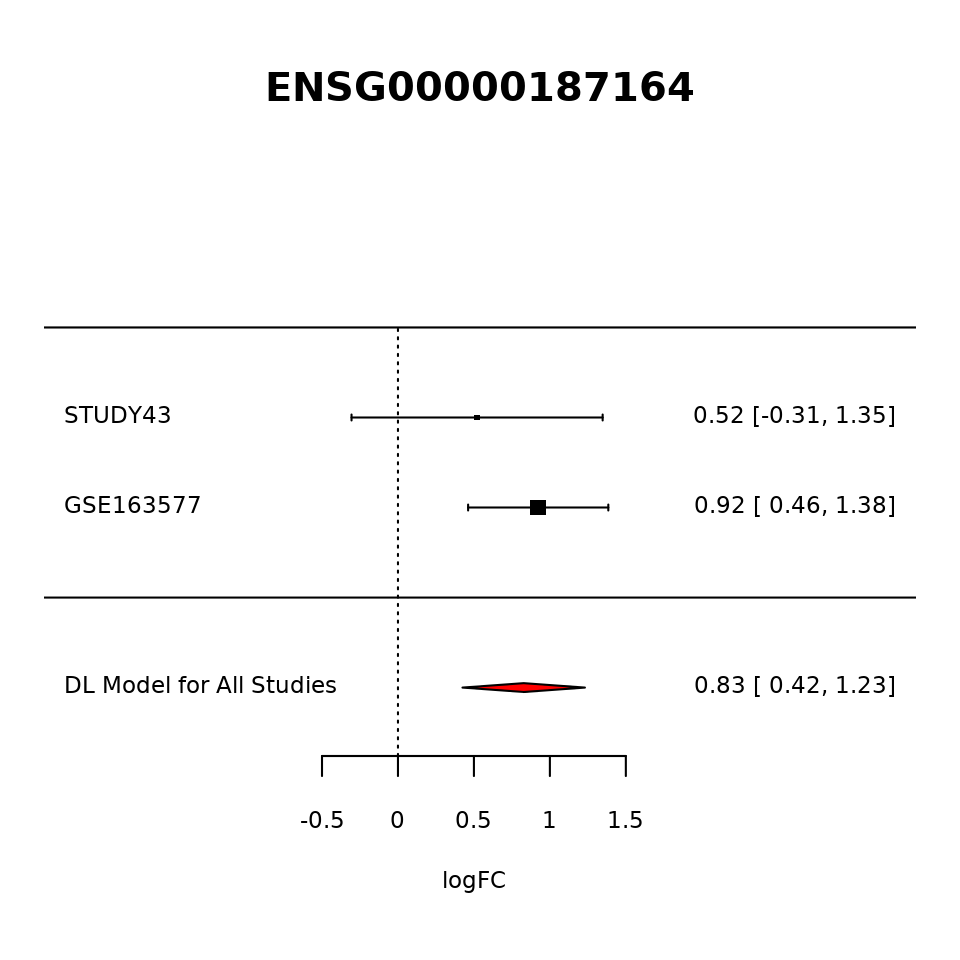 ENSG00000187164
STUDY43 0.52 [-0.31, 1.35]
GSE163577 0.92 [ 0.46, 1.38]
DL Model for All Studies 0.83 [ 0.42, 1.23]
-0.5 0 0.5 1 1.5
logFC